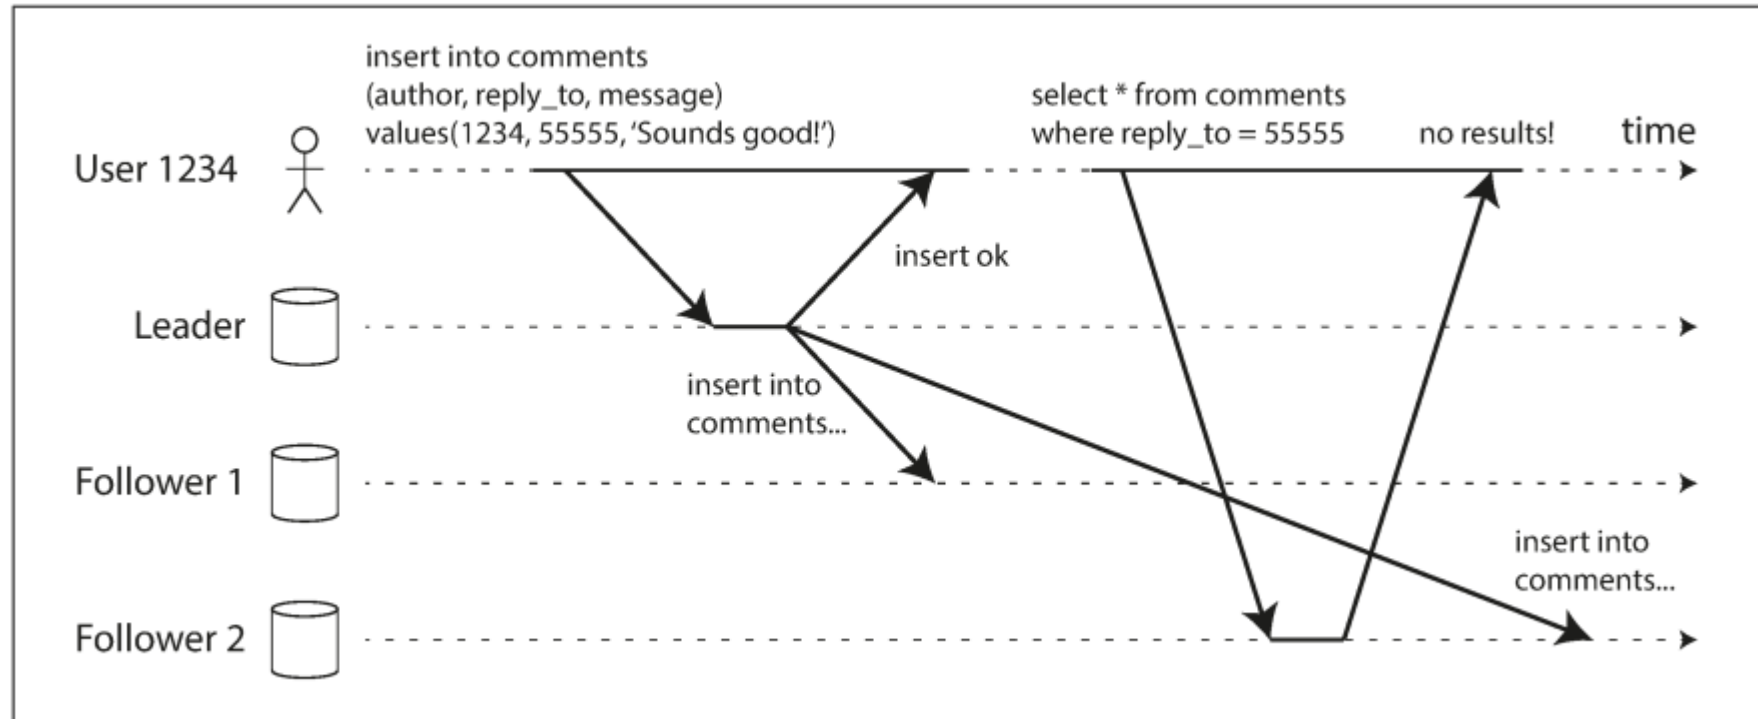 insert into comments
(author, reply_to, message)
values(1234, 55555, ‘Sounds good!’)
select * from comments
where reply_to = 55555
no results!
time
User 1234
insert ok
Leader
insert into
comments...
Follower 1
insert into
comments...
Follower 2